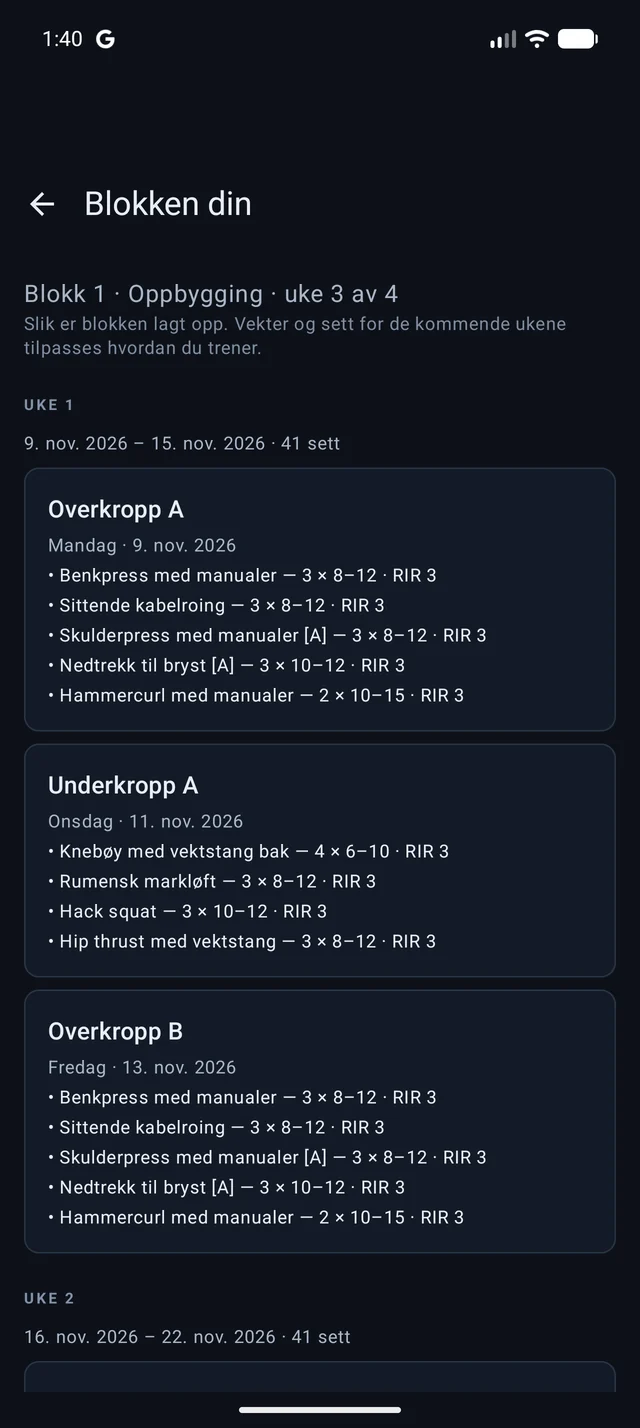 1:40 G
Blokken din
Blokk 1 · Oppbygging · uke 3 av 4
Slik er blokken lagt opp. Vekter og sett for de kommende ukene
tilpasses hvordan du trener.
UKE 1
9. nov. 2026 – 15. nov. 2026 · 41 sett
Overkropp A
Mandag · 9. nov. 2026
• Benkpress med manualer — 3 × 8–12 · RIR 3
• Sittende kabelroing — 3 × 8–12 · RIR 3
• Skulderpress med manualer [A] — 3 × 8–12 · RIR 3
• Nedtrekk til bryst [A] — 3 × 10–12 · RIR 3
• Hammercurl med manualer — 2 × 10–15 · RIR 3
Underkropp A
Onsdag · 11. nov. 2026
• Knebøy med vektstang bak — 4 × 6–10 · RIR 3
• Rumensk markløft — 3 × 8–12 · RIR 3
• Hack squat — 3 × 10–12 · RIR 3
• Hip thrust med vektstang — 3 × 8–12 · RIR 3
Overkropp B
Fredag · 13. nov. 2026
• Benkpress med manualer — 3 × 8–12 · RIR 3
• Sittende kabelroing — 3 × 8–12 · RIR 3
• Skulderpress med manualer [A] — 3 × 8–12 · RIR 3
• Nedtrekk til bryst [A] — 3 × 10–12 · RIR 3
• Hammercurl med manualer — 2 × 10–15 · RIR 3
UKE 2
16. nov. 2026 – 22. nov. 2026 · 41 sett